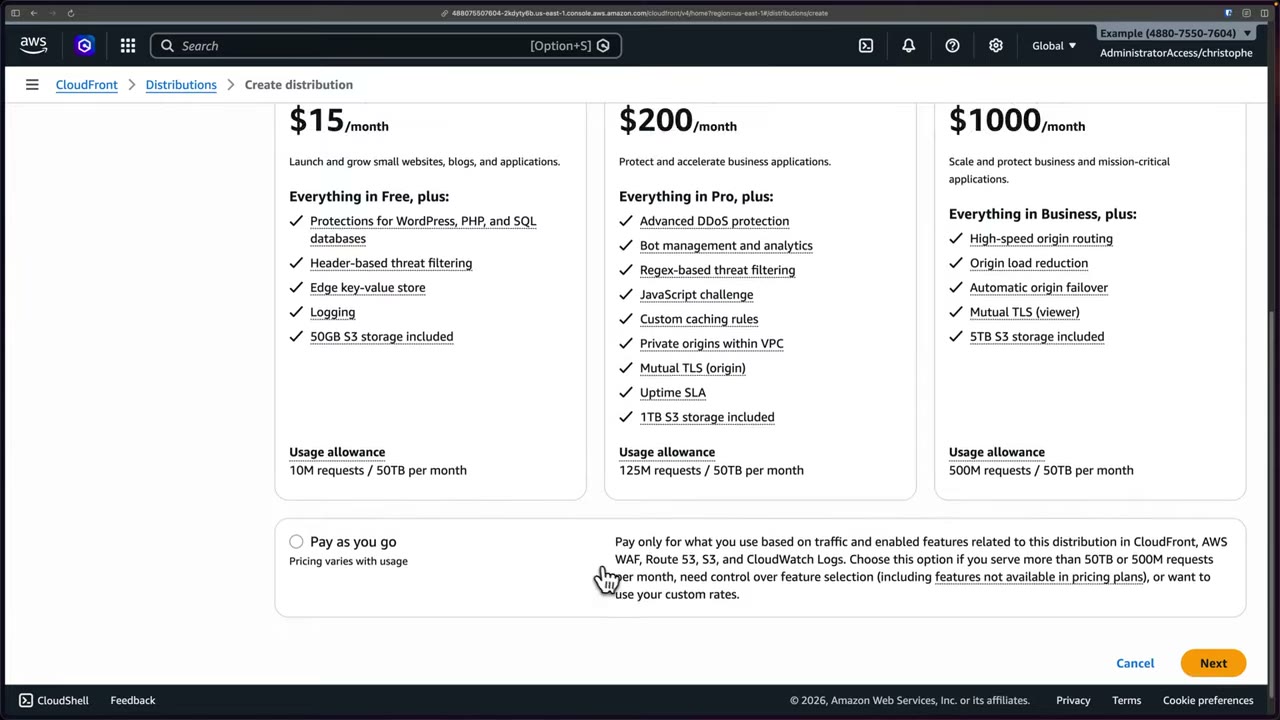 488075507604-2kdyty6b.us-east-1.console.aws.amazon.com/cloudfront/v4/home?region=us-east-1#/distributions/create
aws
Search
[Option+S]
Global
Example (4880-7550-7604)
AdministratorAccess/christophe
CloudFront
Distributions
Create distribution
$15/month
Launch and grow small websites, blogs, and applications.
Everything in Free, plus:
Protections for WordPress, PHP, and SQL
databases
Header-based threat filtering
Edge key-value store
Logging
50GB S3 storage included
Usage allowance
10M requests / 50TB per month
$200/month
Protect and accelerate business applications.
Everything in Pro, plus:
Advanced DDoS protection
Bot management and analytics
Regex-based threat filtering
JavaScript challenge
Custom caching rules
Private origins within VPC
Mutual TLS (origin)
Uptime SLA
1TB S3 storage included
Usage allowance
125M requests / 50TB per month
$1000/month
Scale and protect business and mission-critical
applications.
Everything in Business, plus:
High-speed origin routing
Origin load reduction
Automatic origin failover
Mutual TLS (viewer)
5TB S3 storage included
Usage allowance
500M requests / 50TB per month
Pay as you go
Pricing varies with usage
Pay only for what you use based on traffic and enabled features related to this distribution in CloudFront, AWS
WAF, Route 53, S3, and CloudWatch Logs. Choose this option if you serve more than 50TB or 500M requests
per month, need control over feature selection (including features not available in pricing plans), or want to
use your custom rates.
Cancel
Next
CloudShell
Feedback
© 2026, Amazon Web Services, Inc. or its affiliates.
Privacy
Terms
Cookie preferences